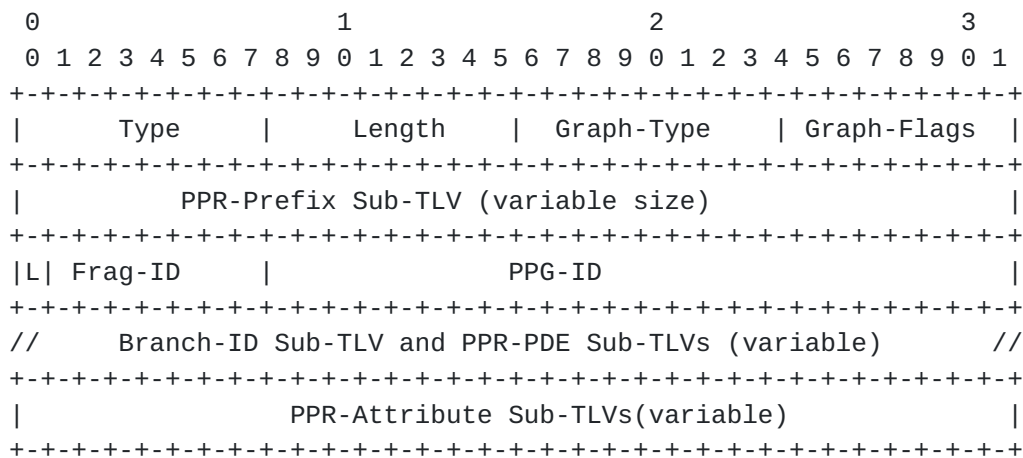 0                   1                   2                   3
 0 1 2 3 4 5 6 7 8 9 0 1 2 3 4 5 6 7 8 9 0 1 2 3 4 5 6 7 8 9 0 1
+-+-+-+-+-+-+-+-+-+-+-+-+-+-+-+-+-+-+-+-+-+-+-+-+-+-+-+-+-+-+-+-+
|      Type     |     Length    |  Graph-Type    | Graph-Flags  |
+-+-+-+-+-+-+-+-+-+-+-+-+-+-+-+-+-+-+-+-+-+-+-+-+-+-+-+-+-+-+-+-+
|          PPR-Prefix Sub-TLV (variable size)                   |
+-+-+-+-+-+-+-+-+-+-+-+-+-+-+-+-+-+-+-+-+-+-+-+-+-+-+-+-+-+-+-+-+
|L| Frag-ID     |               PPG-ID                          |
+-+-+-+-+-+-+-+-+-+-+-+-+-+-+-+-+-+-+-+-+-+-+-+-+-+-+-+-+-+-+-+-+
//     Branch-ID Sub-TLV and PPR-PDE Sub-TLVs (variable)       //
+-+-+-+-+-+-+-+-+-+-+-+-+-+-+-+-+-+-+-+-+-+-+-+-+-+-+-+-+-+-+-+-+
|                 PPR-Attribute Sub-TLVs(variable)              |
+-+-+-+-+-+-+-+-+-+-+-+-+-+-+-+-+-+-+-+-+-+-+-+-+-+-+-+-+-+-+-+-+